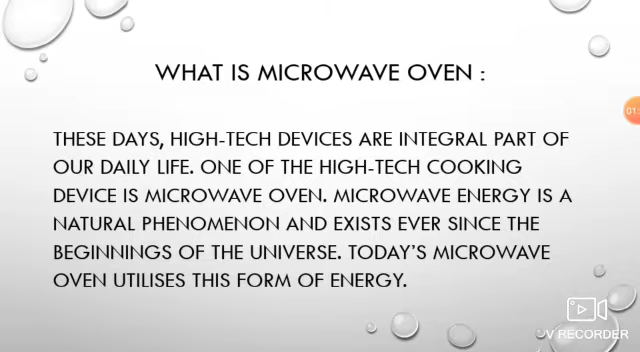 WHAT IS MICROWAVE OVEN :
THESE DAYS, HIGH-TECH DEVICES ARE INTEGRAL PART OF
OUR DAILY LIFE. ONE OF THE HIGH-TECH COOKING
DEVICE IS MICROWAVE OVEN. MICROWAVE ENERGY IS A
NATURAL PHENOMENON AND EXISTS EVER SINCE THE
BEGINNINGS OF THE UNIVERSE. TODAY'S MICROWAVE
OVEN UTILISES THIS FORM OF ENERGY.
RECORDER